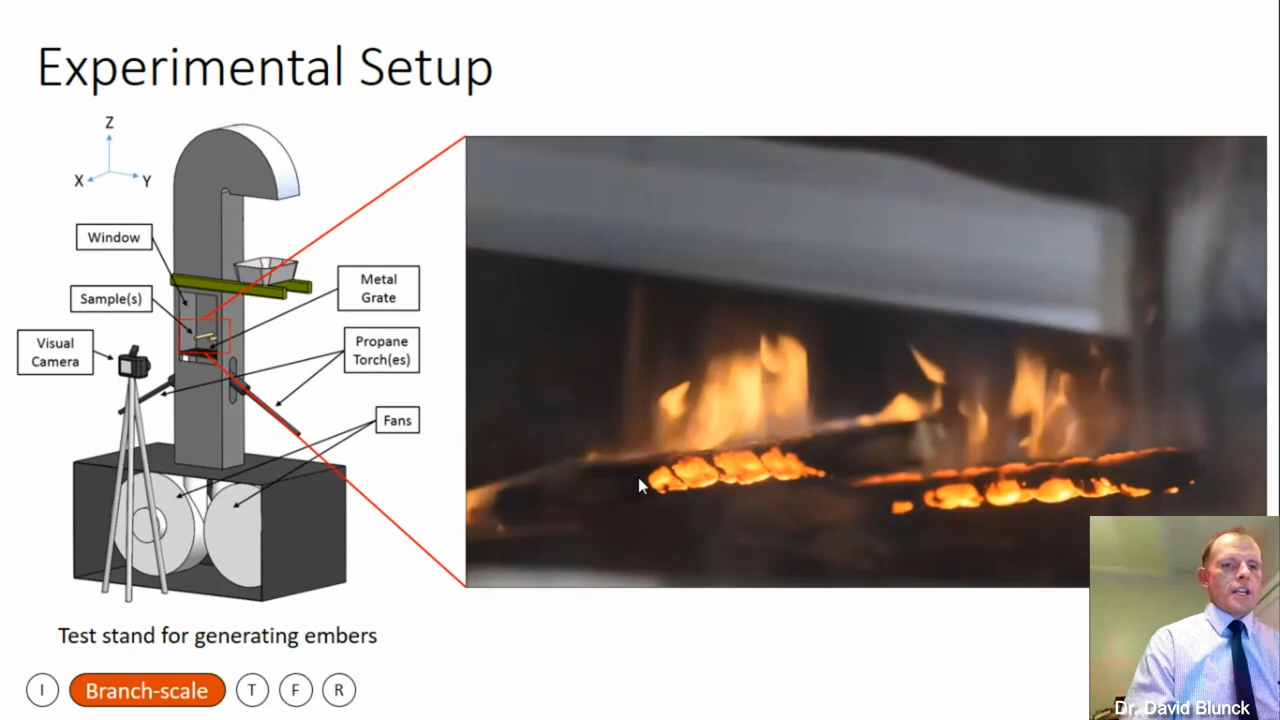 Experimental Setup
Z
X
Y
Window
Sample(s)
Visual
Camera
Metal
Grate
Propane
Torch(es)
Fans
Test stand for generating embers
I
Branch-scale
T
F
R
Dr. David Blunck